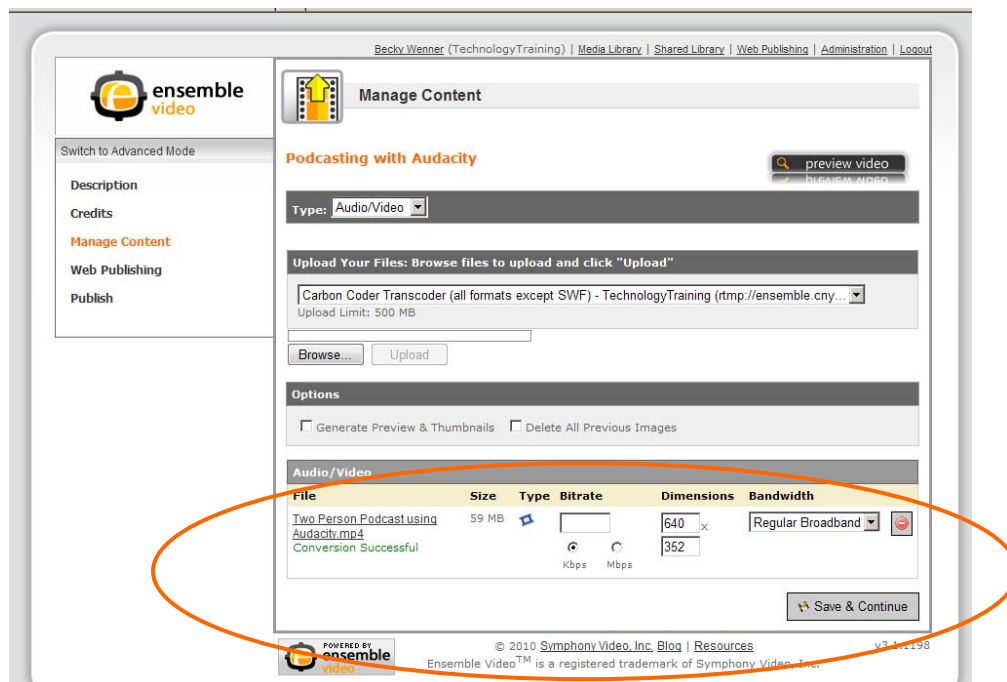 Becky Wenner (TechnologyTraining) | Media Library | Shared Library | Web Publishing | Administration | Logout
ensemble
video
Manage Content
Switch to Advanced Mode
Description
Credits
Manage Content
Web Publishing
Publish
Podcasting with Audacity
preview video
Type: Audio/Video
Upload Your Files: Browse files to upload and click "Upload"
Carbon Coder Transcoder (all formats except SWF) - TechnologyTraining (rtmp://ensemble.cny...
Upload Limit: 500 MB
Browse... Upload
Options
Generate Preview & Thumbnails Delete All Previous Images
Audio/Video
File Size Type Bitrate Dimensions Bandwidth
Two Person Podcast using 59 MB 640 x Regular Broadband
Audacity.mp4
Conversion Successful 352
Kbps Mbps
Save & Continue
POWERED BY
ensemble
video
© 2010 Symphony Video, Inc. Blog | Resources v3.1.1198
Ensemble Video™ is a registered trademark of Symphony Video, Inc.